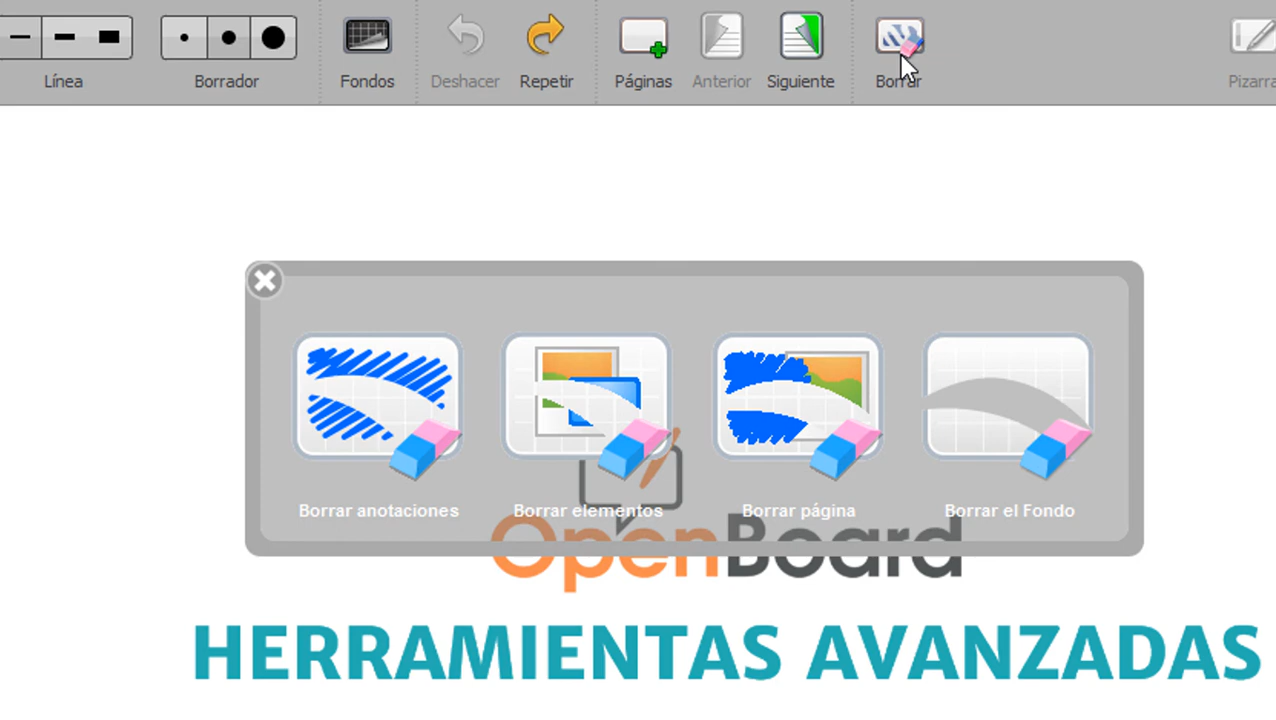 Línea Borrador Fondos Deshacer Repetir Páginas Anterior Siguiente Borrar Pizarra
Borrar anotaciones Borrar elementos Borrar página Borrar el Fondo
OpenBoard
HERRAMIENTAS AVANZADAS